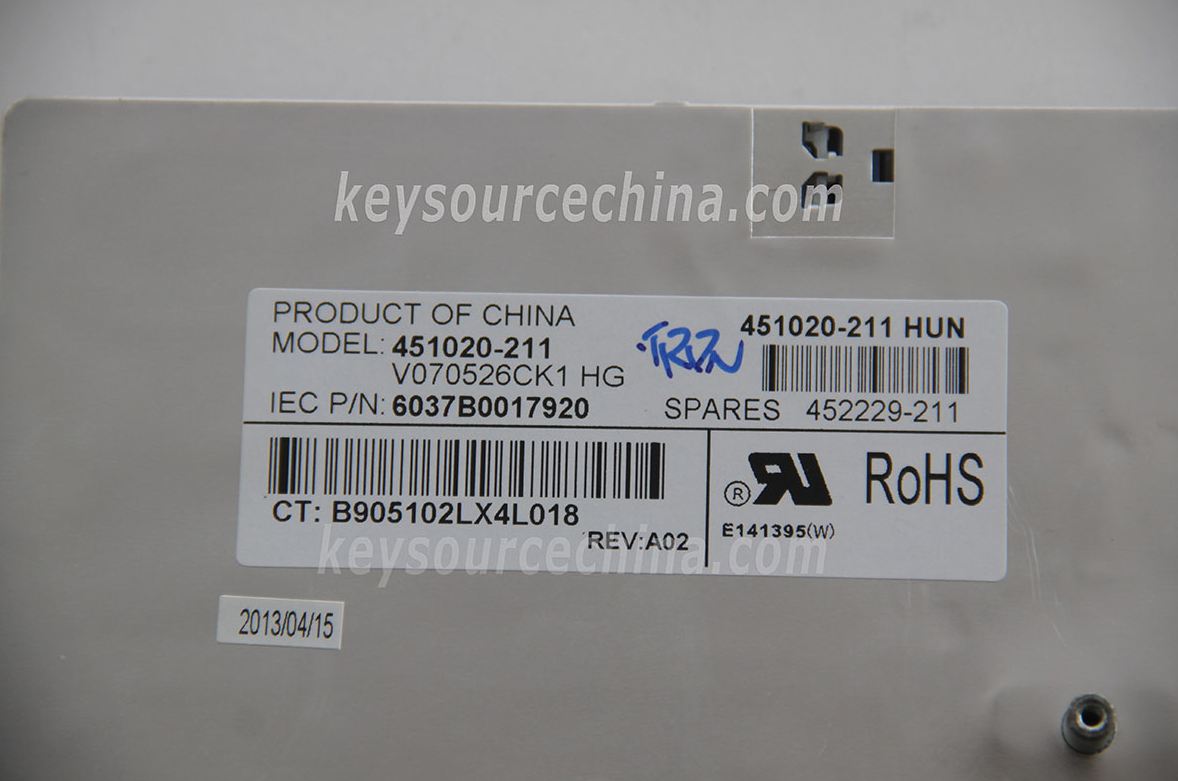 keysourcechina.com
PRODUCT OF CHINA
MODEL: 451020-211
V070526CK1 HG
IEC P/N: 6037B0017920
451020-211 HUN
SPARES 452229-211
CT: B905102LX4L018
REV:A02
® RU
E141395(W)
RoHS
keysourcechina.com
2013/04/15